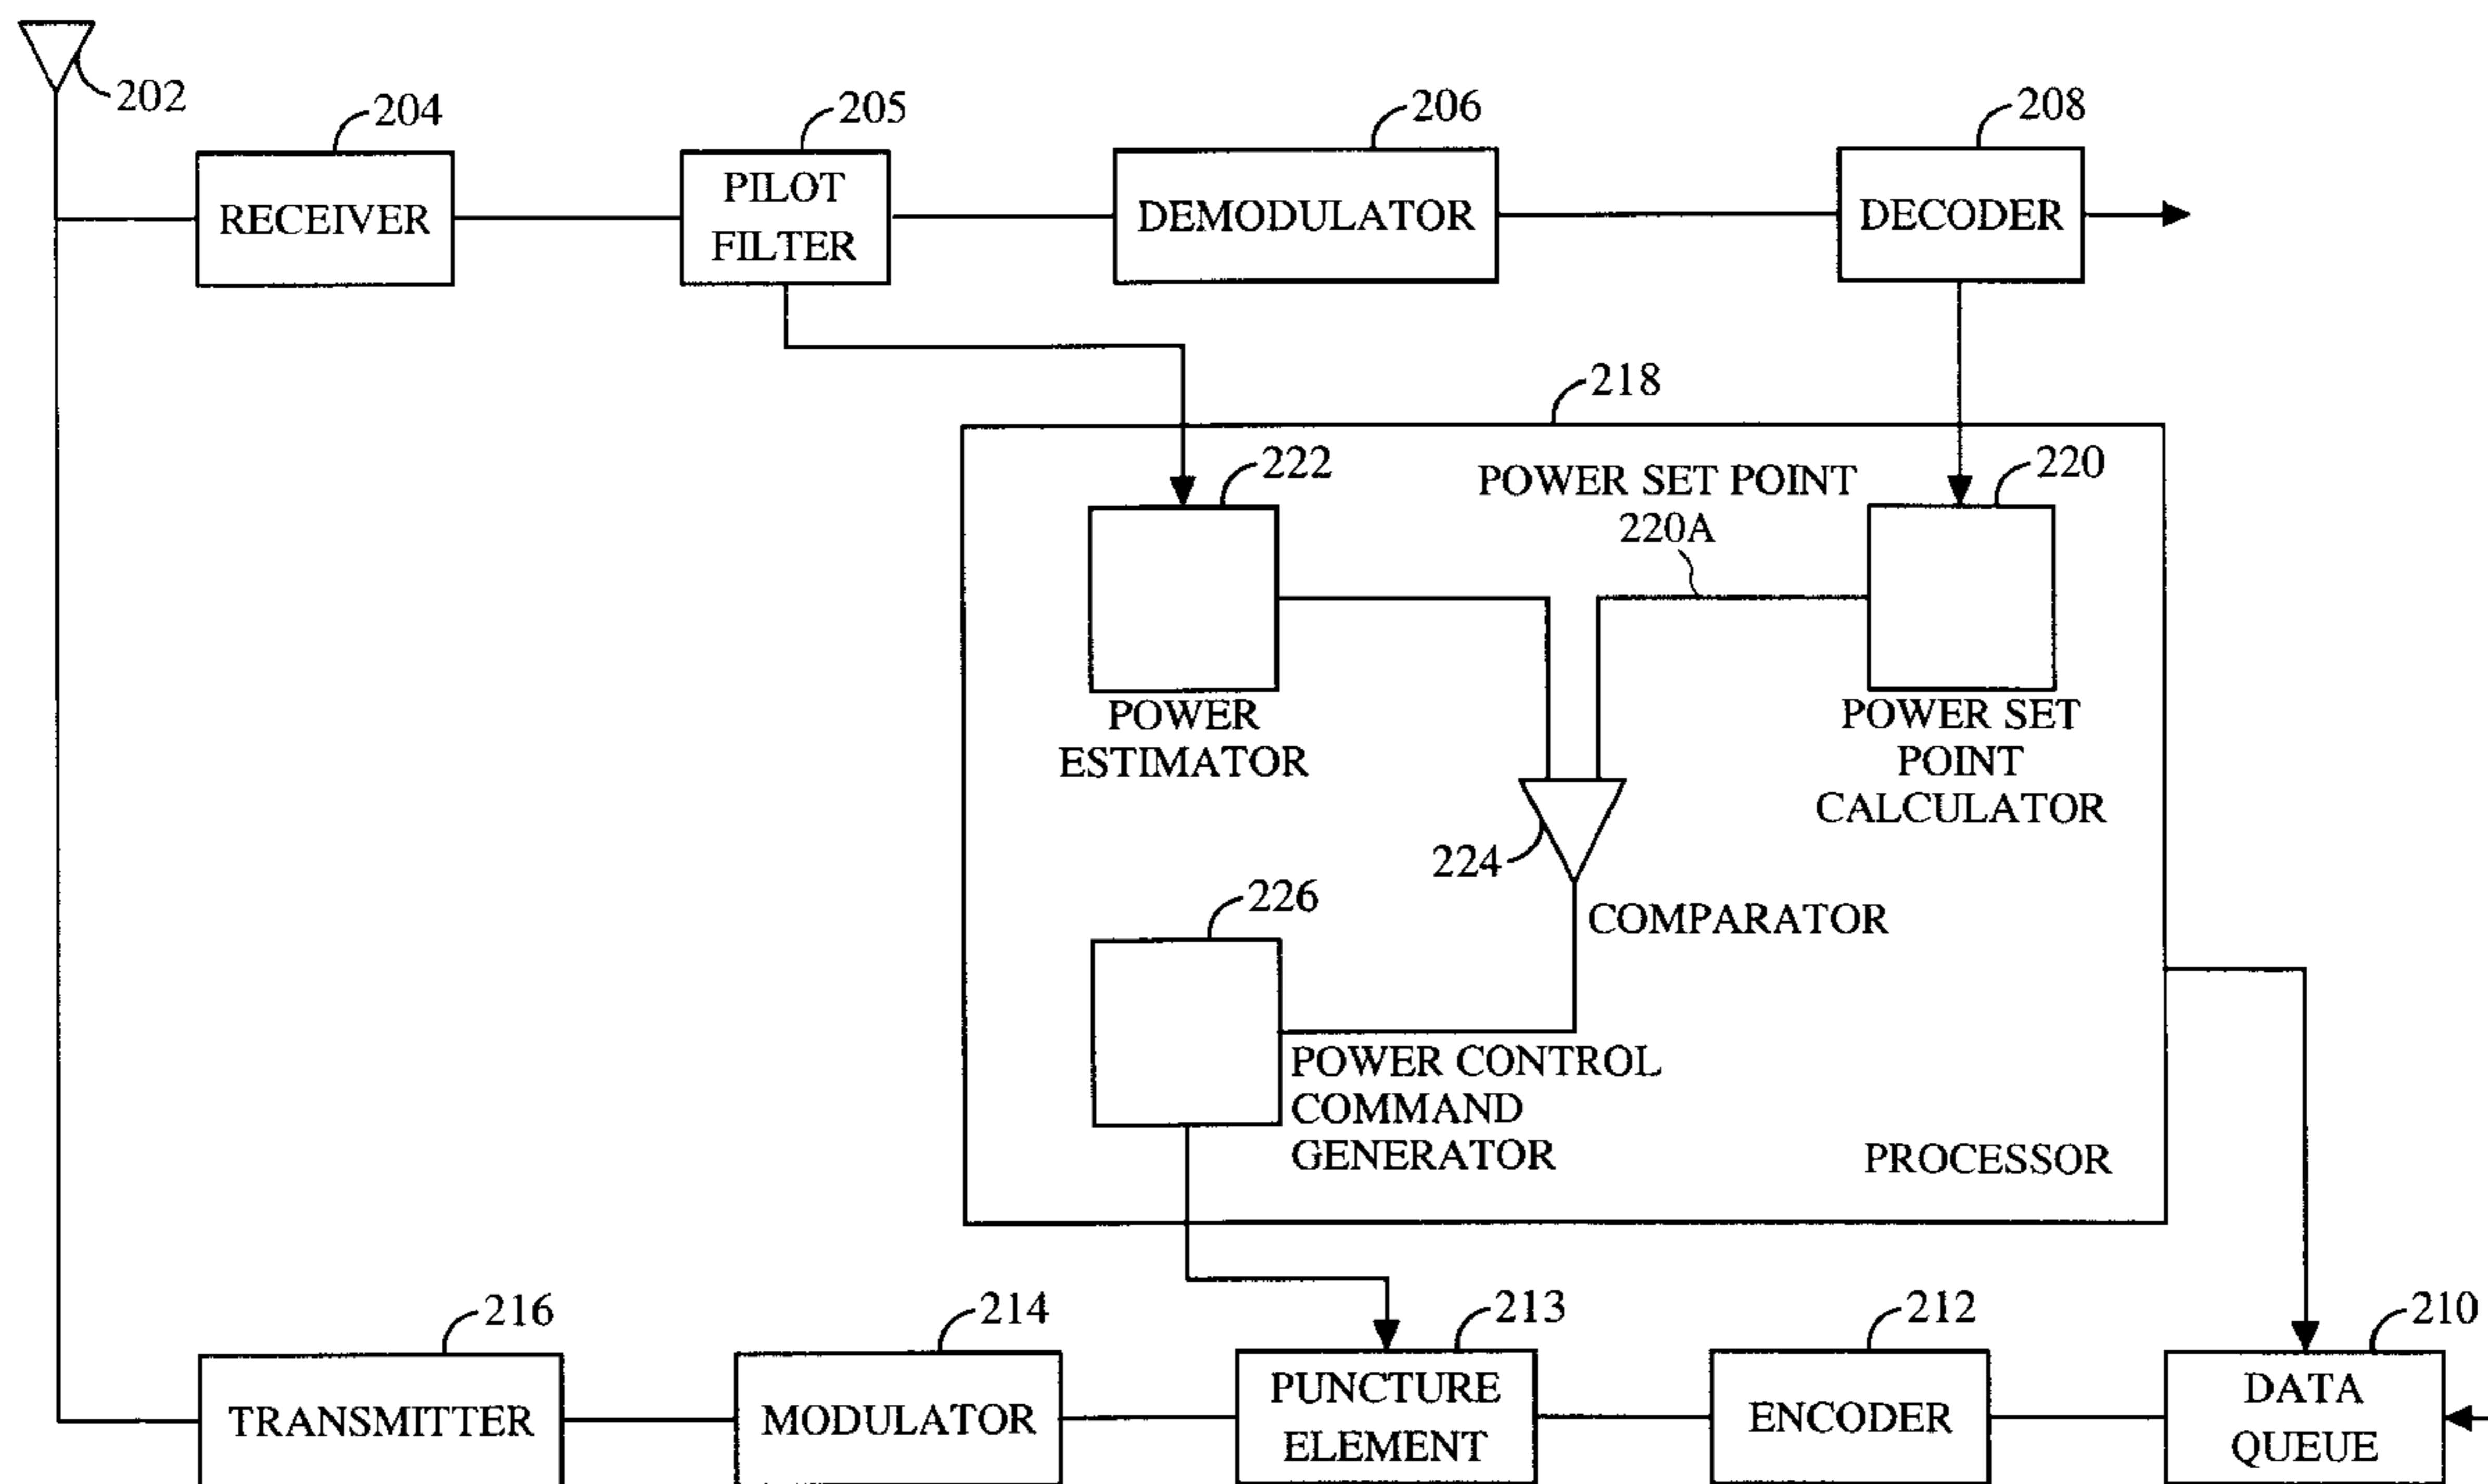 202
204
205
206
208
RECEIVER
PILOT
FILTER
DEMODULATOR
DECODER
218
222
POWER SET POINT
220A
220
POWER
ESTIMATOR
POWER SET
POINT
CALCULATOR
224
COMPARATOR
226
POWER CONTROL
COMMAND
GENERATOR
PROCESSOR
216
214
213
212
210
TRANSMITTER
MODULATOR
PUNCTURE
ELEMENT
ENCODER
DATA
QUEUE